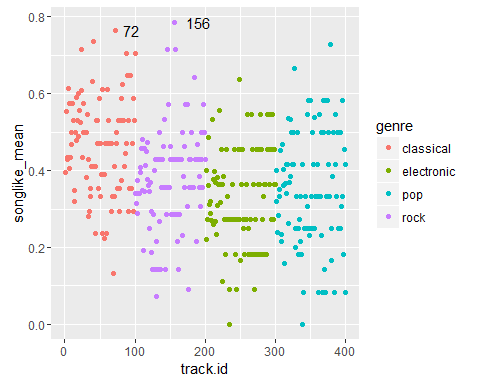 0.8
72
156
genre
classical
electronic
pop
rock
0.6
0.4
0.2
0.0
songlike_mean
0
100
200
300
400
track.id